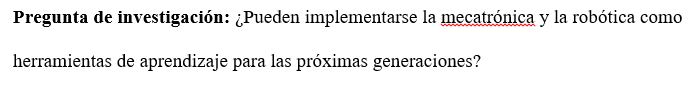 Pregunta de investigación: ¿Pueden implementarse la mecatrónica y la robótica como
herramientas de aprendizaje para las próximas generaciones?